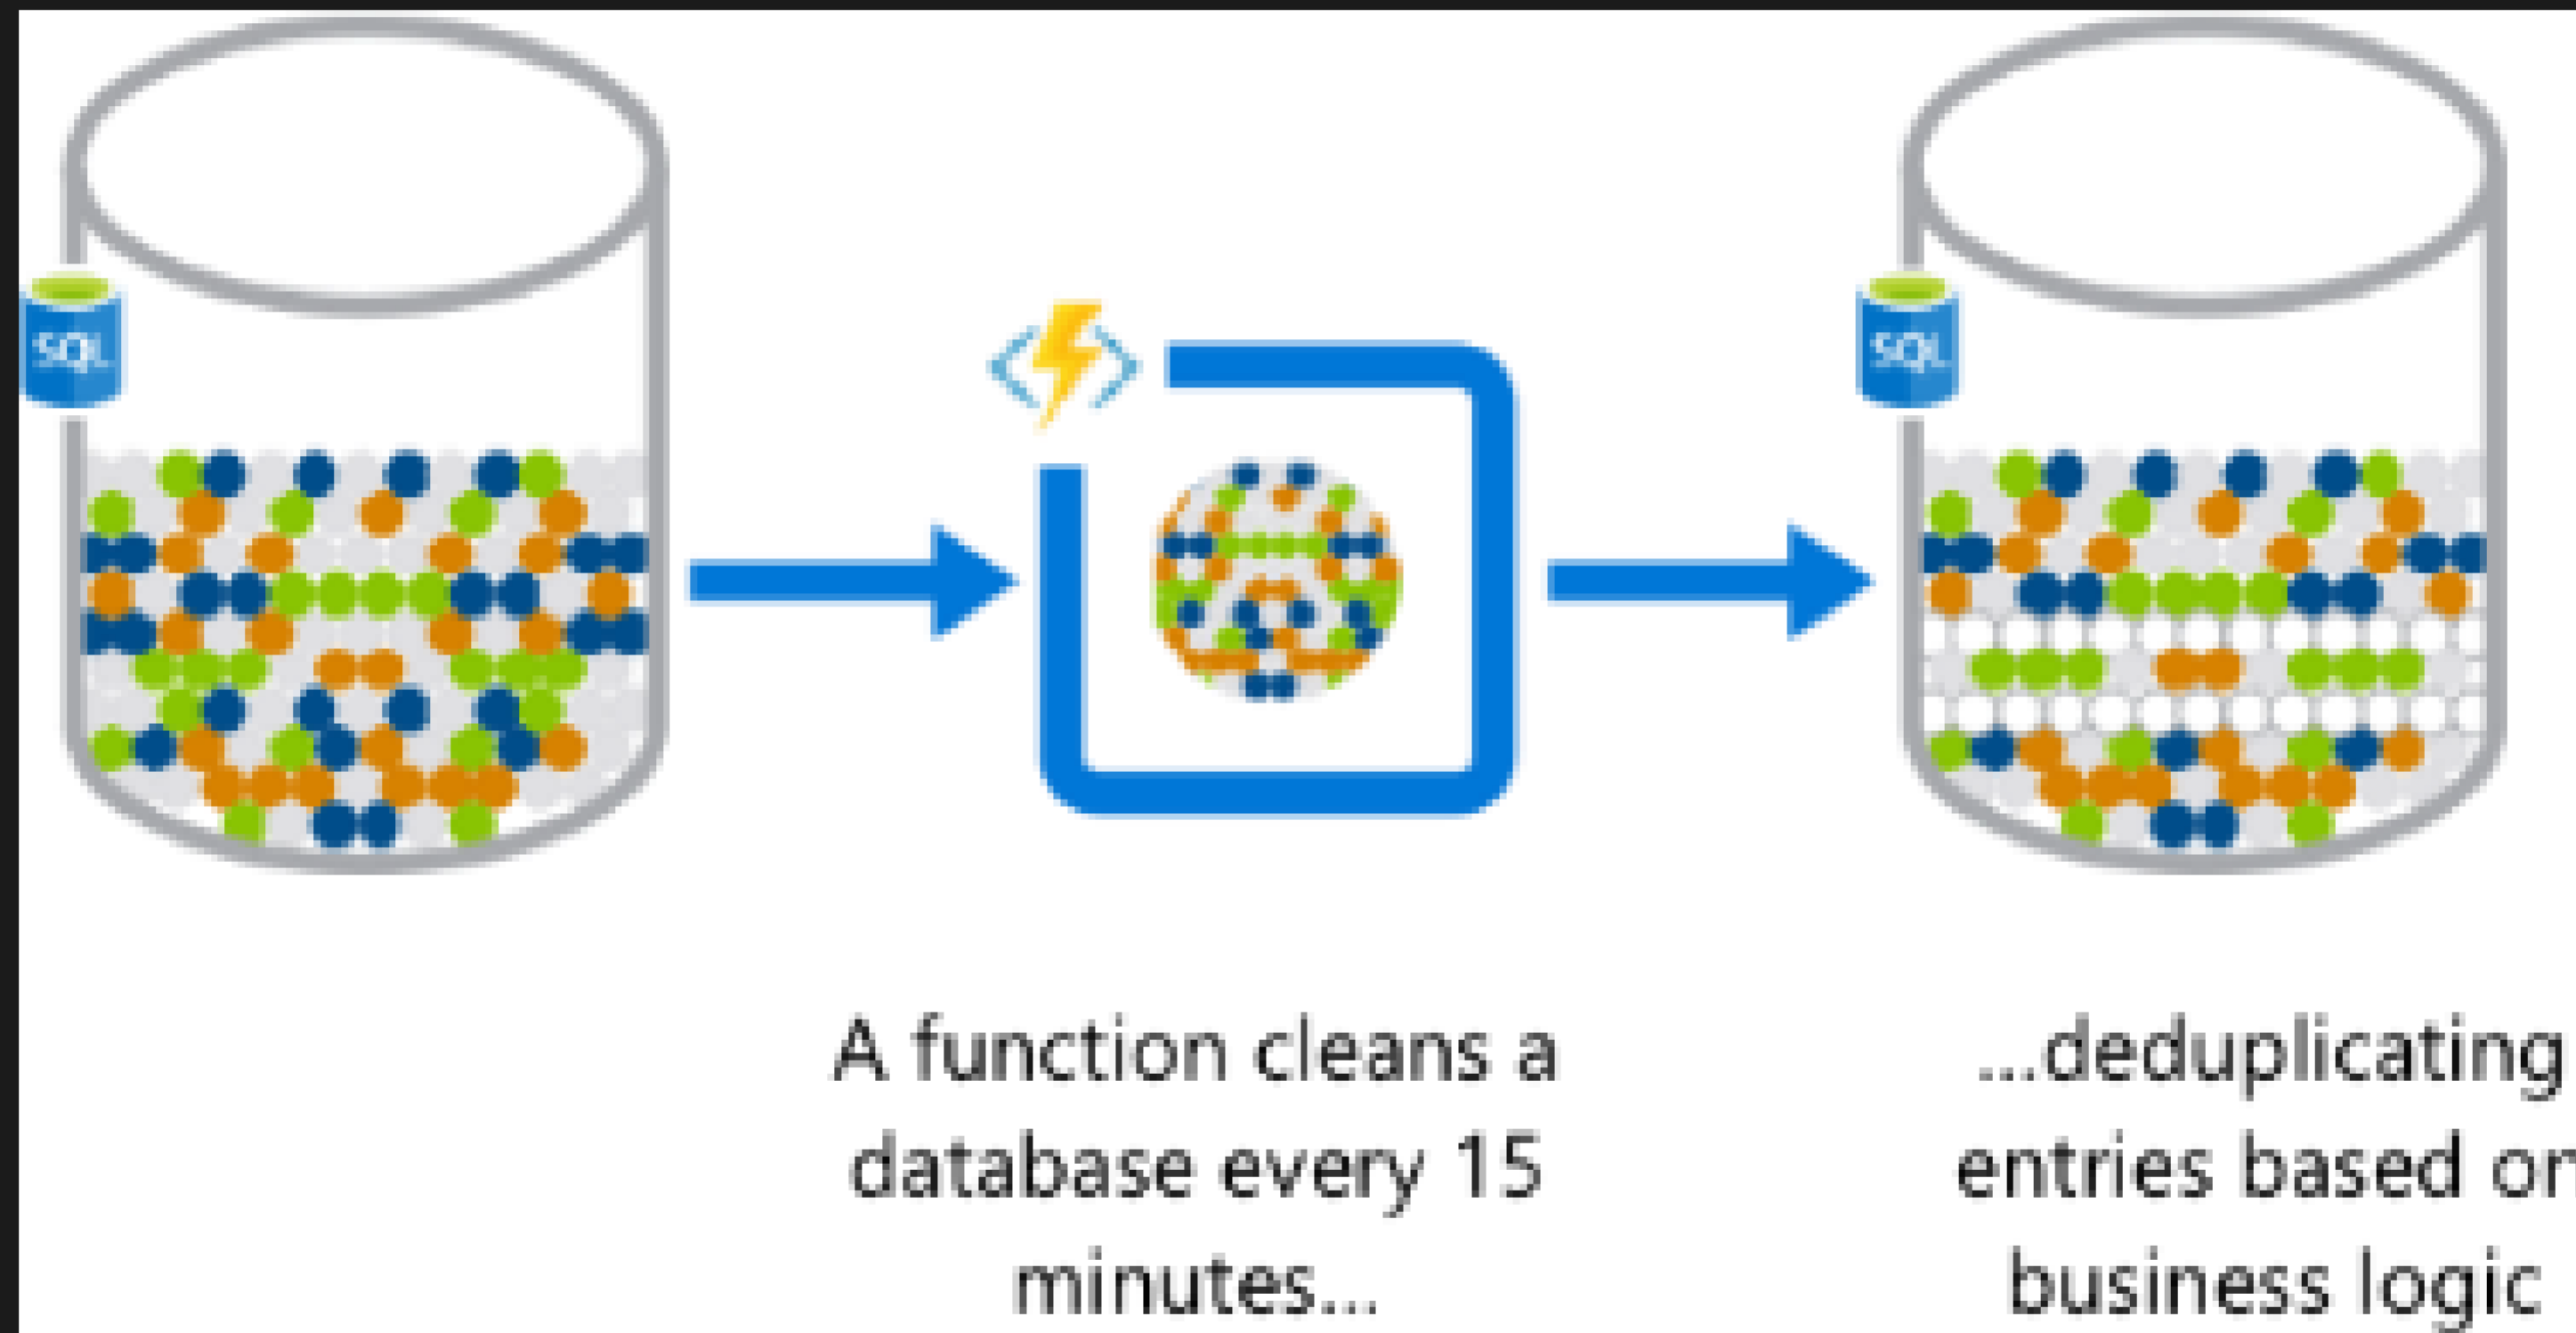 SQL
SQL
A function cleans a
database every 15
minutes...
...deduplicating
entries based on
business logic